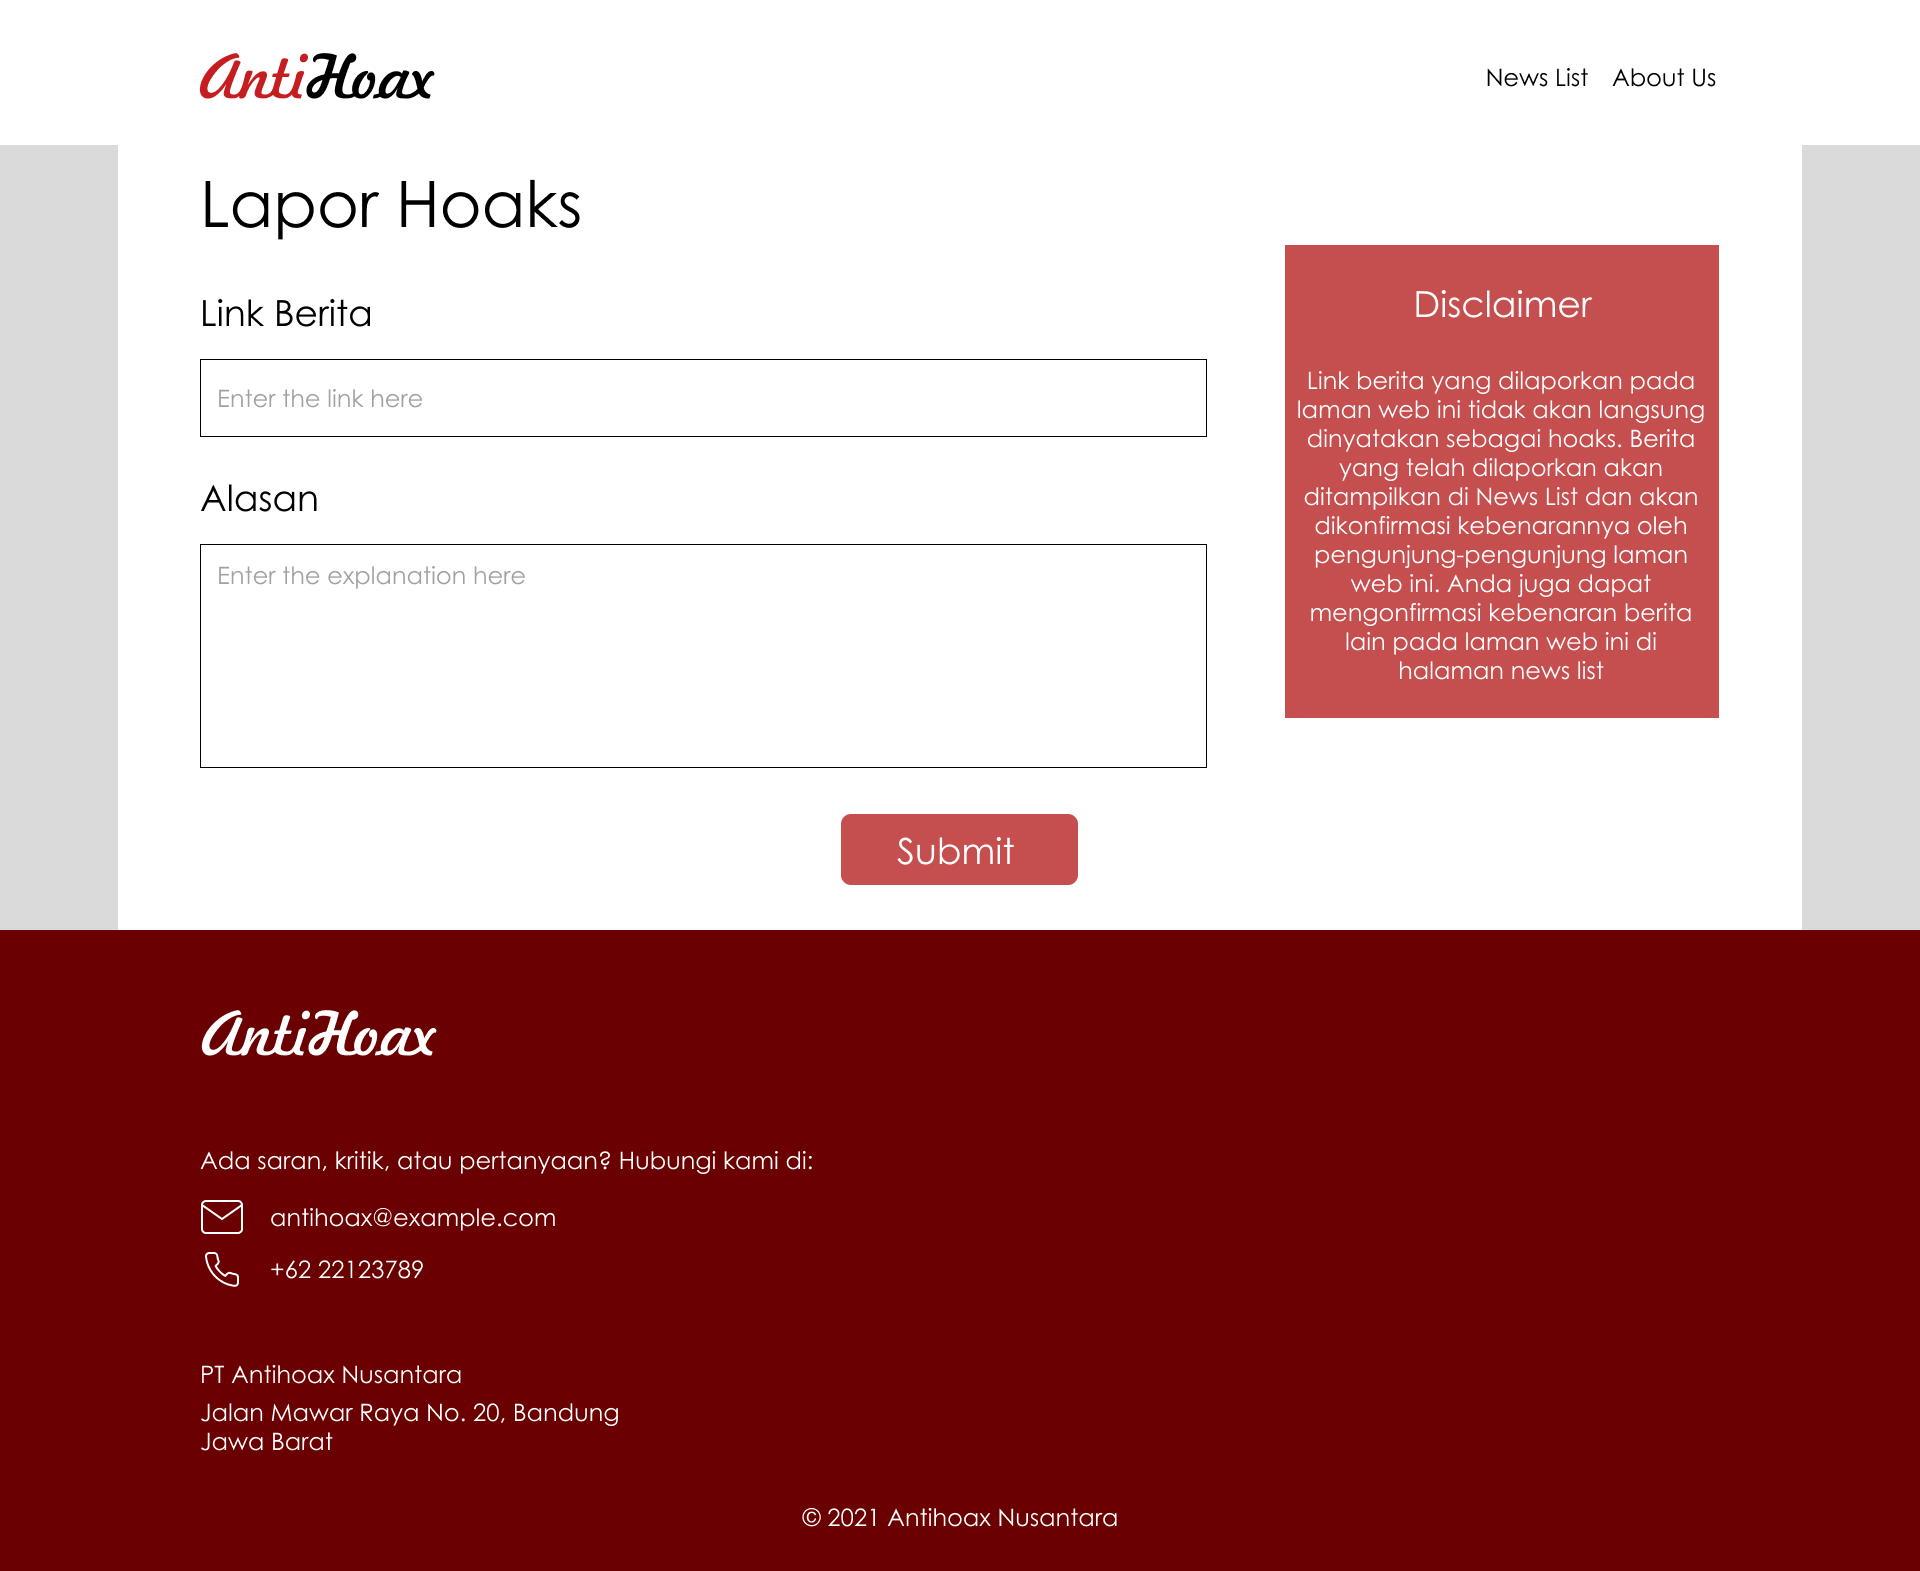 AntiHoax
News List
About Us
Lapor Hoaks
Link Berita
Enter the link here
Alasan
Enter the explanation here
Submit
Disclaimer
Link berita yang dilaporkan pada
laman web ini tidak akan langsung
dinyatakan sebagai hoaks. Berita
yang telah dilaporkan akan
ditampilkan di News List dan akan
dikonfirmasi kebenarannya oleh
pengunjung-pengunjung laman
web ini. Anda juga dapat
mengonfirmasi kebenaran berita
lain pada laman web ini di
halaman news list
AntiHoax
Ada saran, kritik, atau pertanyaan? Hubungi kami di:
antihoax@example.com
+62 22123789
PT Antihoax Nusantara
Jalan Mawar Raya No. 20, Bandung
Jawa Barat
© 2021 Antihoax Nusantara